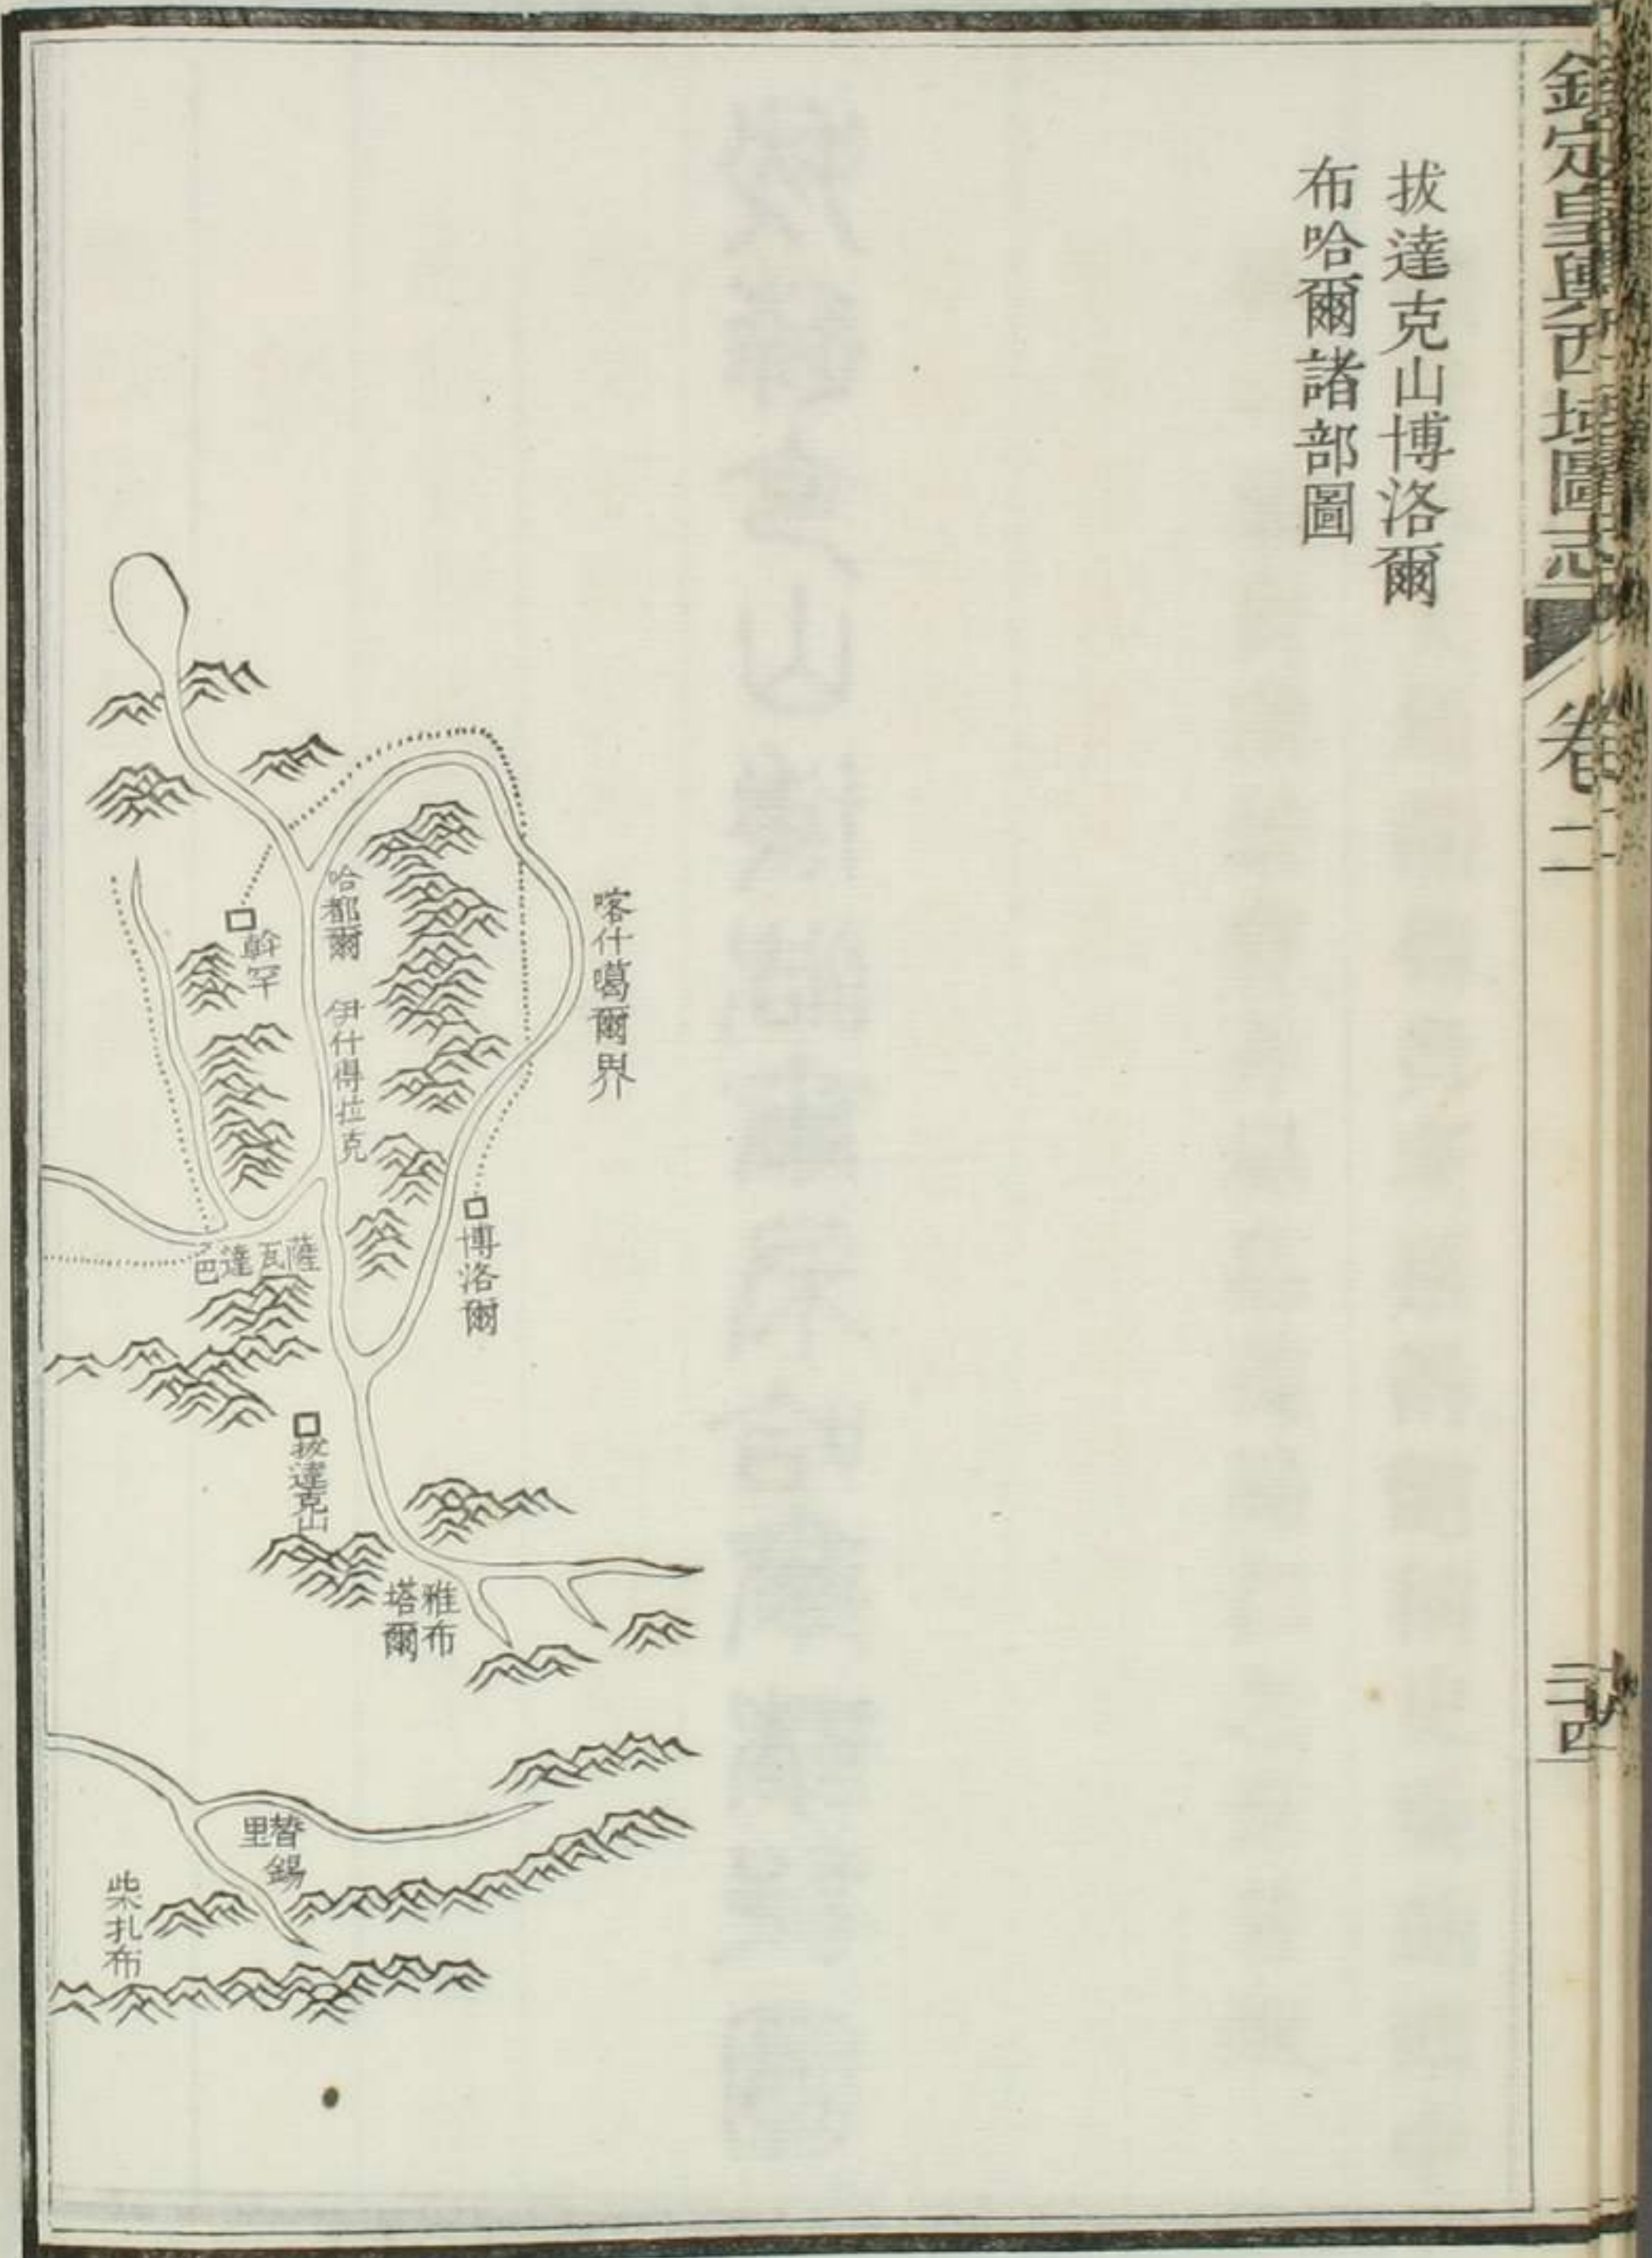 欽定皇輿西域圖志
卷二
二十四
拔達克山博洛爾
布哈爾諸部圖
喀什噶爾界
哈都爾
伊什得拉克
斡罕
博洛爾
薩瓦達巴
拔達克山
雅布
塔爾
替錫
里
柴扎布